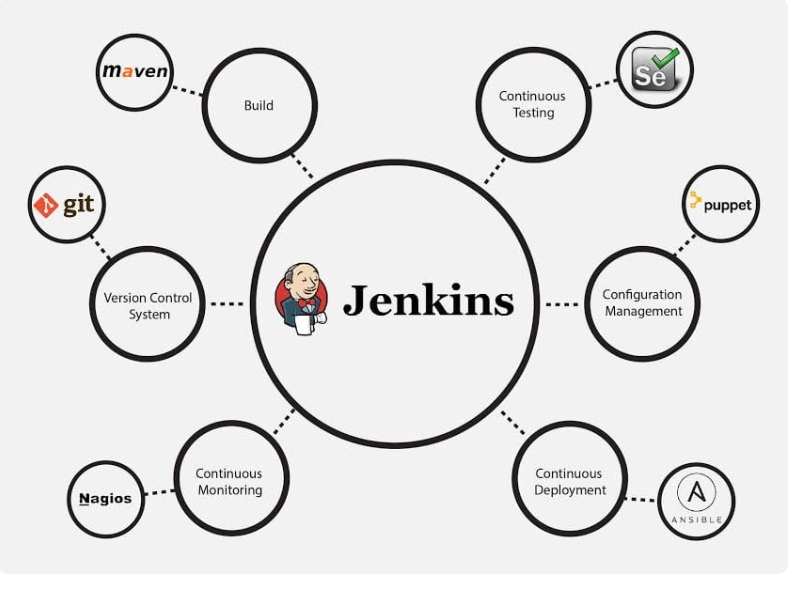 maven
Build
Continuous
Testing
Se
git
puppet
Version Control
System
Jenkins
Configuration
Management
Continuous
Monitoring
Nagios
Continuous
Deployment
ANSIBLE